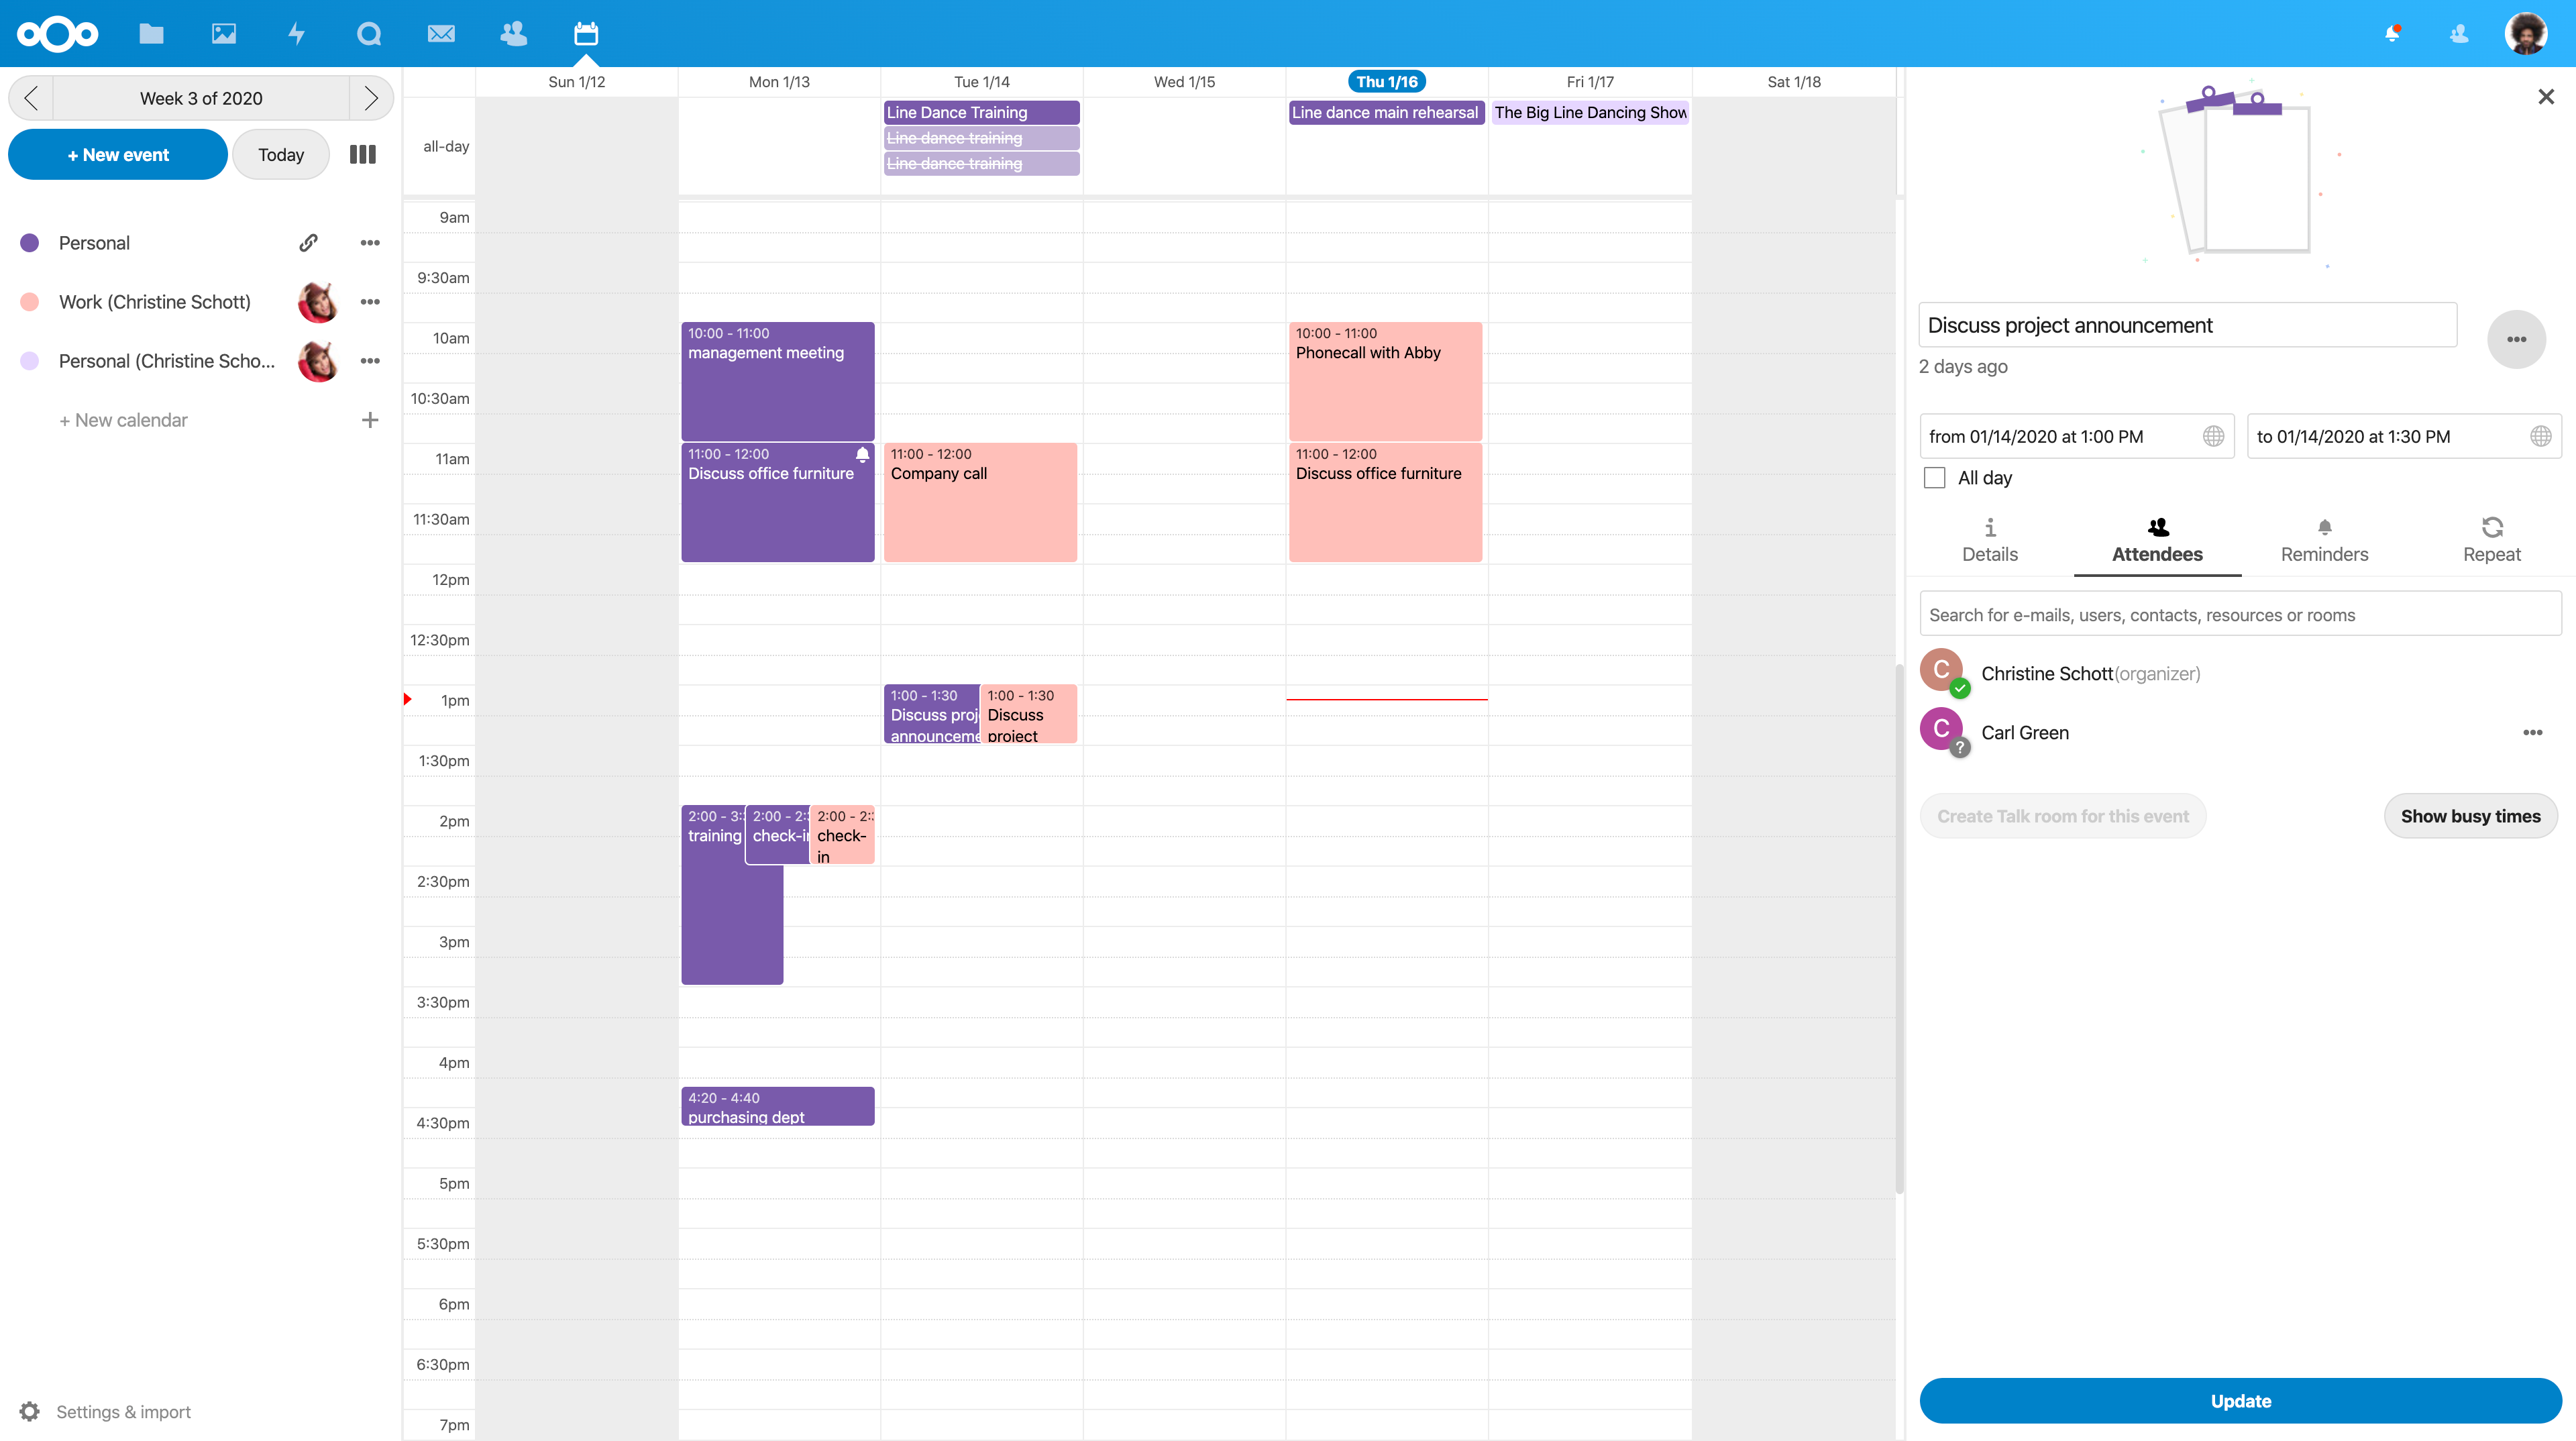 Week 3 of 2020
+ New event
Today
Personal
Work (Christine Schott)
Personal (Christine Scho...
+ New calendar
Settings & import
Sun 1/12
Mon 1/13
Tue 1/14
Wed 1/15
Thu 1/16
Fri 1/17
Sat 1/18
all-day
Line Dance Training
Line dance training
Line dance training
Line dance main rehearsal
The Big Line Dancing Show
9am
9:30am
10am
10:30am
11am
11:30am
12pm
12:30pm
1pm
1:30pm
2pm
2:30pm
3pm
3:30pm
4pm
4:30pm
5pm
5:30pm
6pm
6:30pm
7pm
10:00 - 11:00
management meeting
11:00 - 12:00
Discuss office furniture
2:00 - 3:
training
2:00 - 2:
check-i
2:00 - 2:
check-
in
4:20 - 4:40
purchasing dept
11:00 - 12:00
Company call
1:00 - 1:30
Discuss proj
announceme
1:00 - 1:30
Discuss
project
10:00 - 11:00
Phonecall with Abby
11:00 - 12:00
Discuss office furniture
Discuss project announcement
2 days ago
from 01/14/2020 at 1:00 PM
to 01/14/2020 at 1:30 PM
All day
Details
Attendees
Reminders
Repeat
Search for e-mails, users, contacts, resources or rooms
C
Christine Schott(organizer)
C
?
Carl Green
Create Talk room for this event
Show busy times
Update